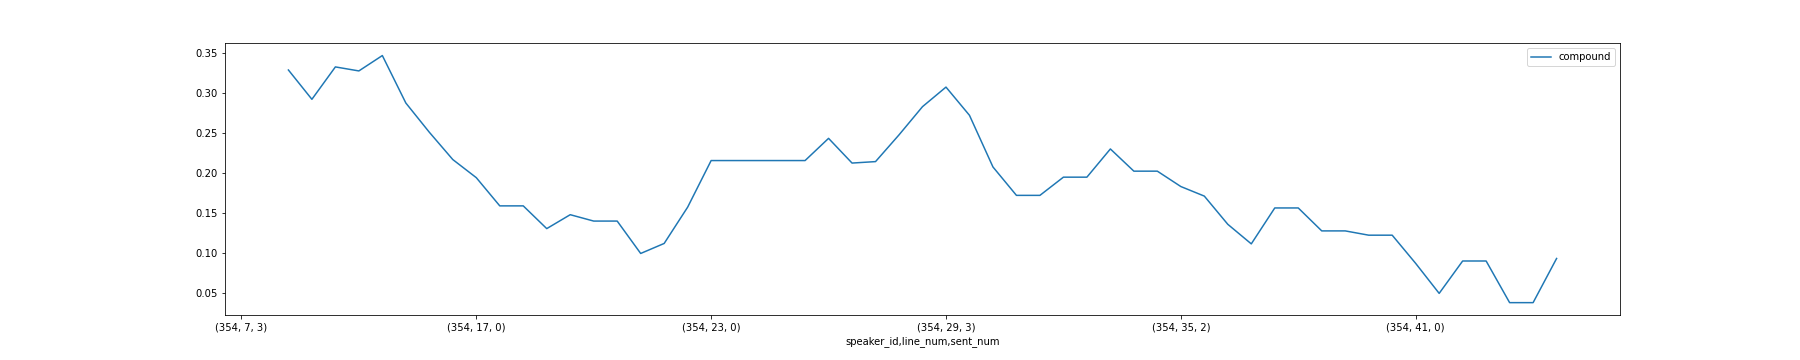 compound
0.35
0.30
0.25
0.20
0.15
0.10
0.05
(354, 7, 3) (354, 17, 0) (354, 23, 0) (354, 29, 3) (354, 35, 2) (354, 41, 0)
speaker_id,line_num,sent_num